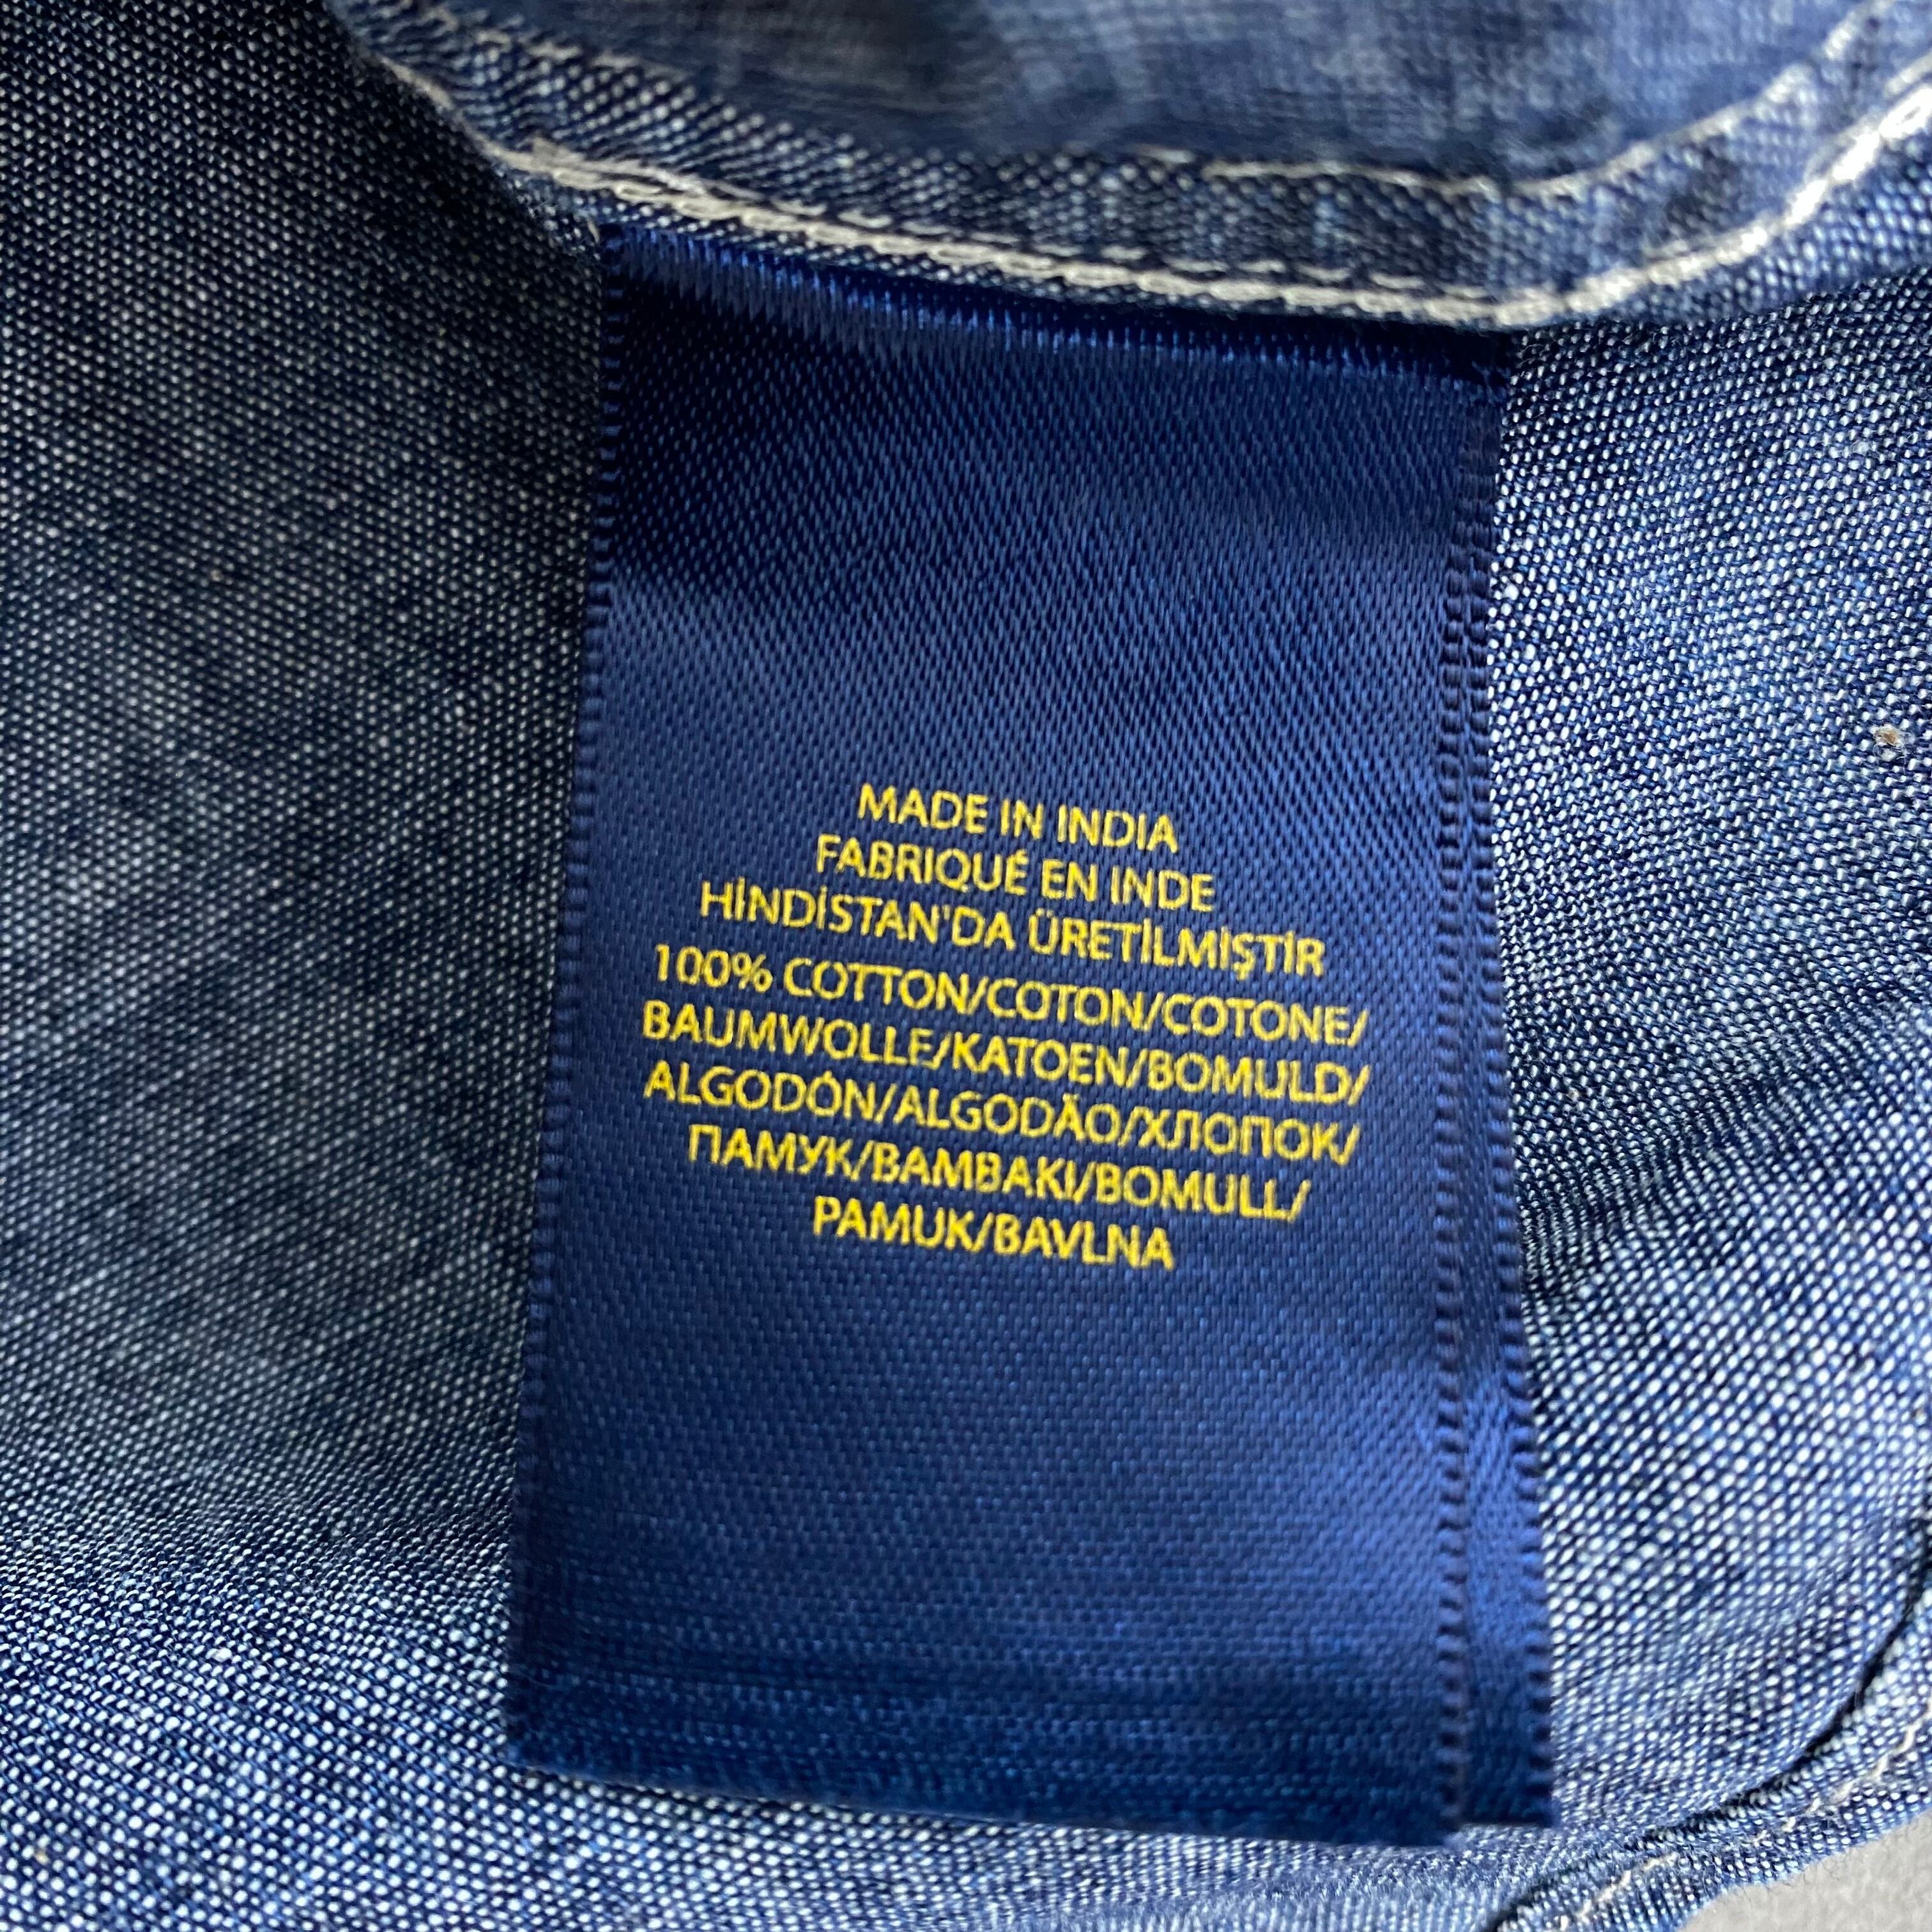 MADE IN INDIA
FABRIQUÉ EN INDE
HİNDİSTAN'DA ÜRETİLMİŞTİR
100% COTTON/COTON/COTONE/
BAUMWOLLE/KATOEN/BOMULD/
ALGODÓN/ALGODÃO/ХЛОПОК/
ПАМУК/BAMBAKI/BOMULL/
PAMUK/BAVLNA